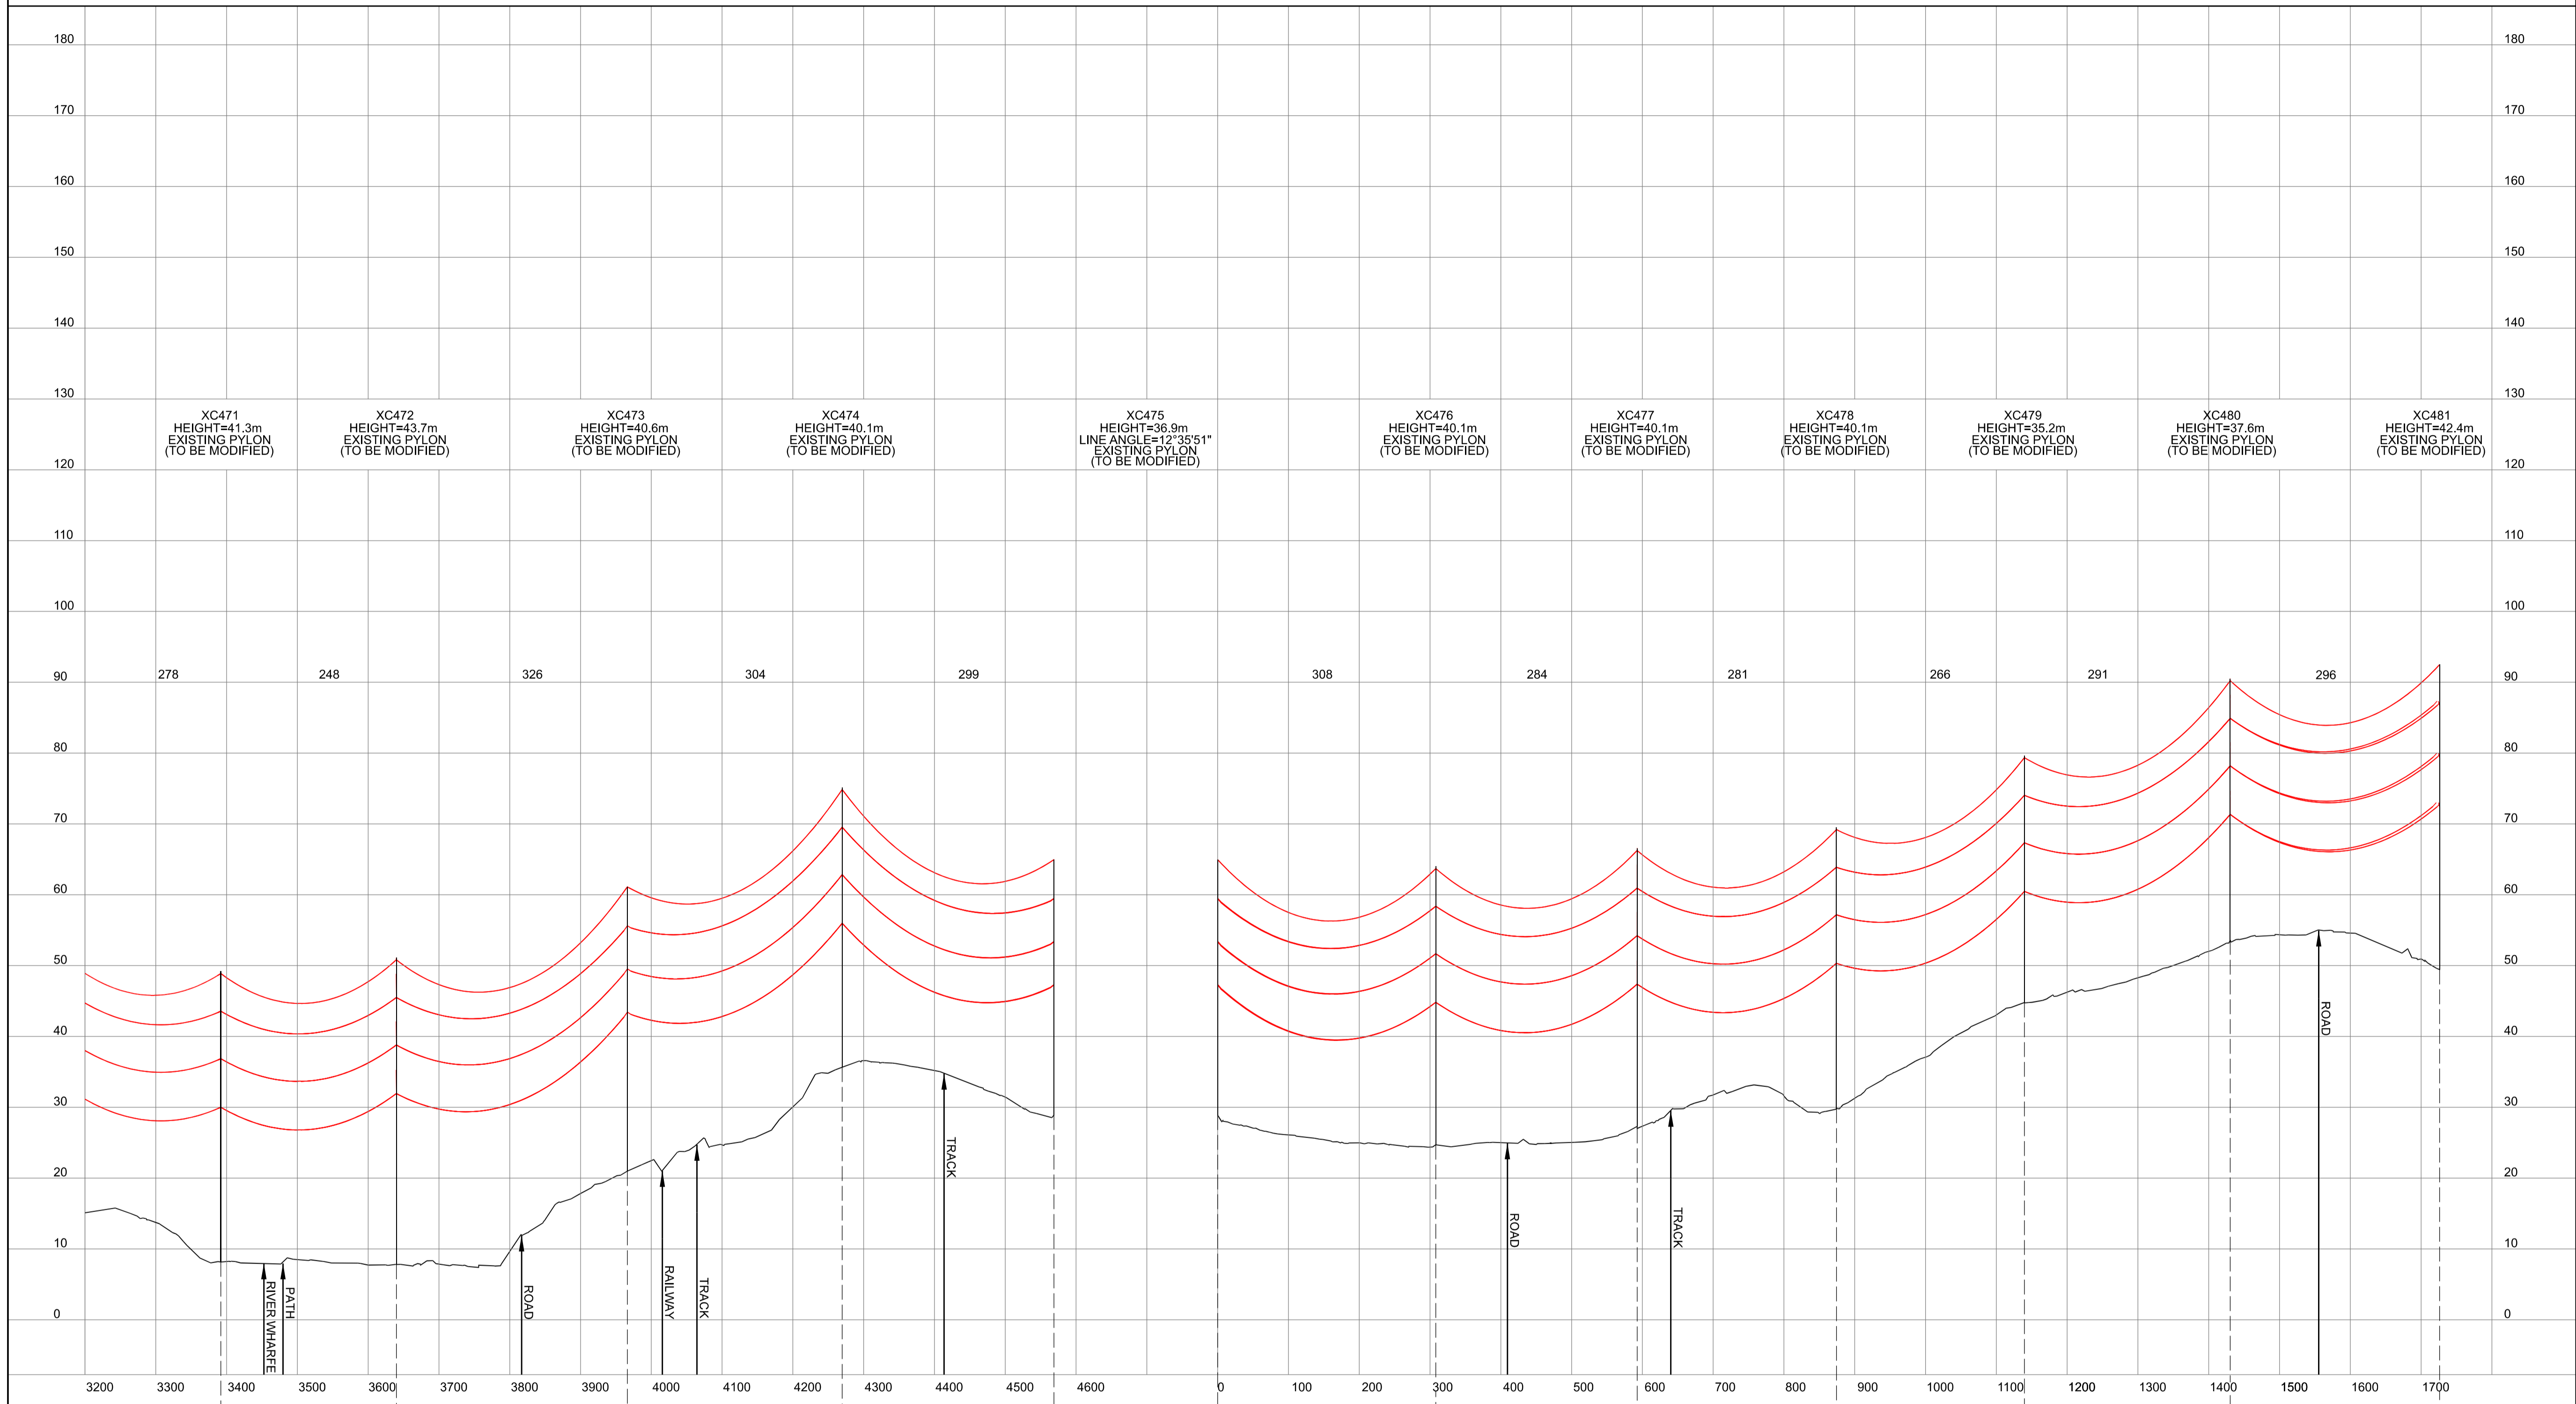 180
180
170
170
160
160
150
150
140
140
130
130
XC471
HEIGHT=41.3m
EXISTING PYLON
(TO BE MODIFIED)
XC472
HEIGHT=43.7m
EXISTING PYLON
(TO BE MODIFIED)
XC473
HEIGHT=40.6m
EXISTING PYLON
(TO BE MODIFIED)
XC474
HEIGHT=40.1m
EXISTING PYLON
(TO BE MODIFIED)
XC475
HEIGHT=36.9m
LINE ANGLE=12°35'51"
EXISTING PYLON
(TO BE MODIFIED)
XC476
HEIGHT=40.1m
EXISTING PYLON
(TO BE MODIFIED)
XC477
HEIGHT=40.1m
EXISTING PYLON
(TO BE MODIFIED)
XC478
HEIGHT=40.1m
EXISTING PYLON
(TO BE MODIFIED)
XC479
HEIGHT=35.2m
EXISTING PYLON
(TO BE MODIFIED)
XC480
HEIGHT=37.6m
EXISTING PYLON
(TO BE MODIFIED)
XC481
HEIGHT=42.4m
EXISTING PYLON
(TO BE MODIFIED)
120
120
110
110
100
100
90
278
248
326
304
299
308
284
281
266
291
296
90
80
80
70
70
60
60
50
50
40
40
30
30
20
20
10
10
0
0
RIVER WHARFE
PATH
ROAD
RAILWAY
TRACK
TRACK
ROAD
TRACK
ROAD
3200 3300 3400 3500 3600 3700 3800 3900 4000 4100 4200 4300 4400 4500 4600 0 100 200 300 400 500 600 700 800 900 1000 1100 1200 1300 1400 1500 1600 1700